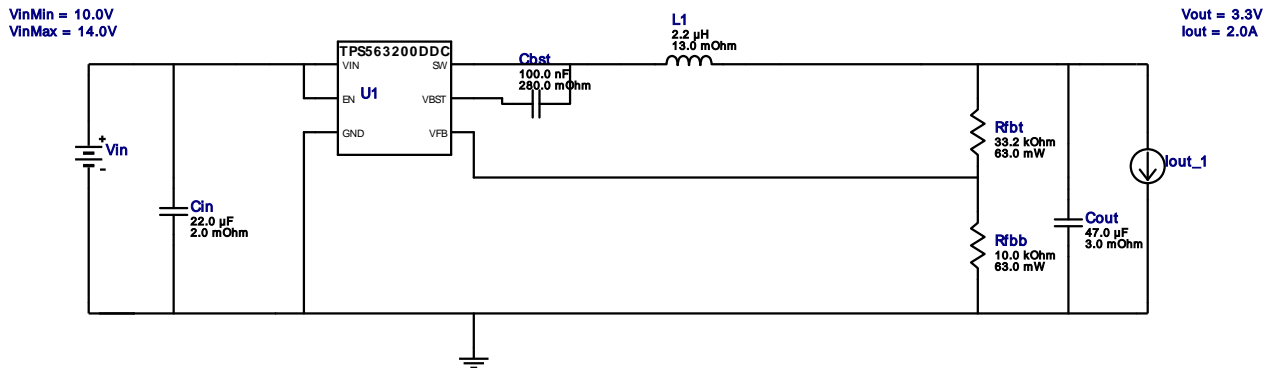 VinMin = 10.0V
VinMax = 14.0V
Vout = 3.3V
Iout = 2.0A
L1
2.2 µH
13.0 mOhm
TPS563200DDC
VIN
SW
EN
U1
VBST
GND
VFB
Cbst
100.0 nF
280.0 mOhm
+
Vin
-
Cin
22.0 µF
2.0 mOhm
Rfbt
33.2 kOhm
63.0 mW
Iout_1
Rfbb
10.0 kOhm
63.0 mW
Cout
47.0 µF
3.0 mOhm